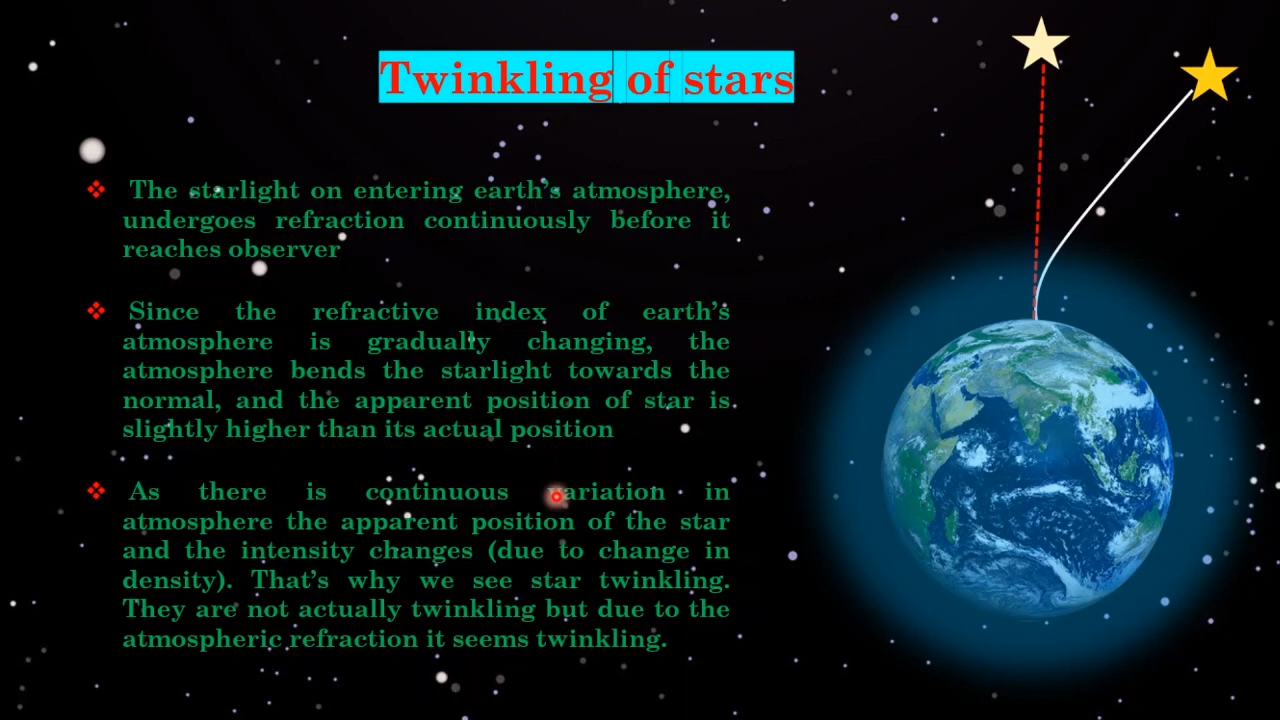 Twinkling of stars
The starlight on entering earth's atmosphere,
undergoes refraction continuously before it
reaches observer
Since the refractive index of earth's
atmosphere is gradually changing, the
atmosphere bends the starlight towards the
normal, and the apparent position of star is
slightly higher than its actual position
As there is continuous variation in
atmosphere the apparent position of the star
and the intensity changes (due to change in
density). That's why we see star twinkling.
They are not actually twinkling but due to the
atmospheric refraction it seems twinkling.